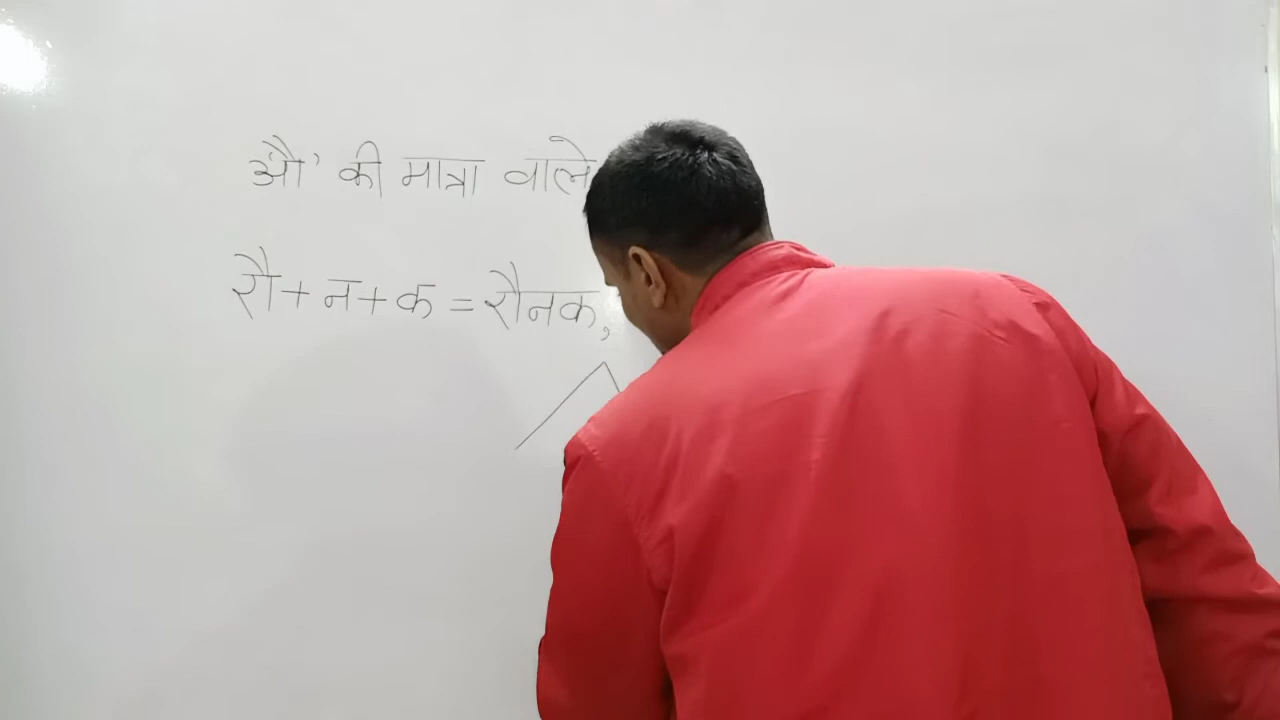 'औ' की मात्रा वाले
रौ + न + क = रौनक,